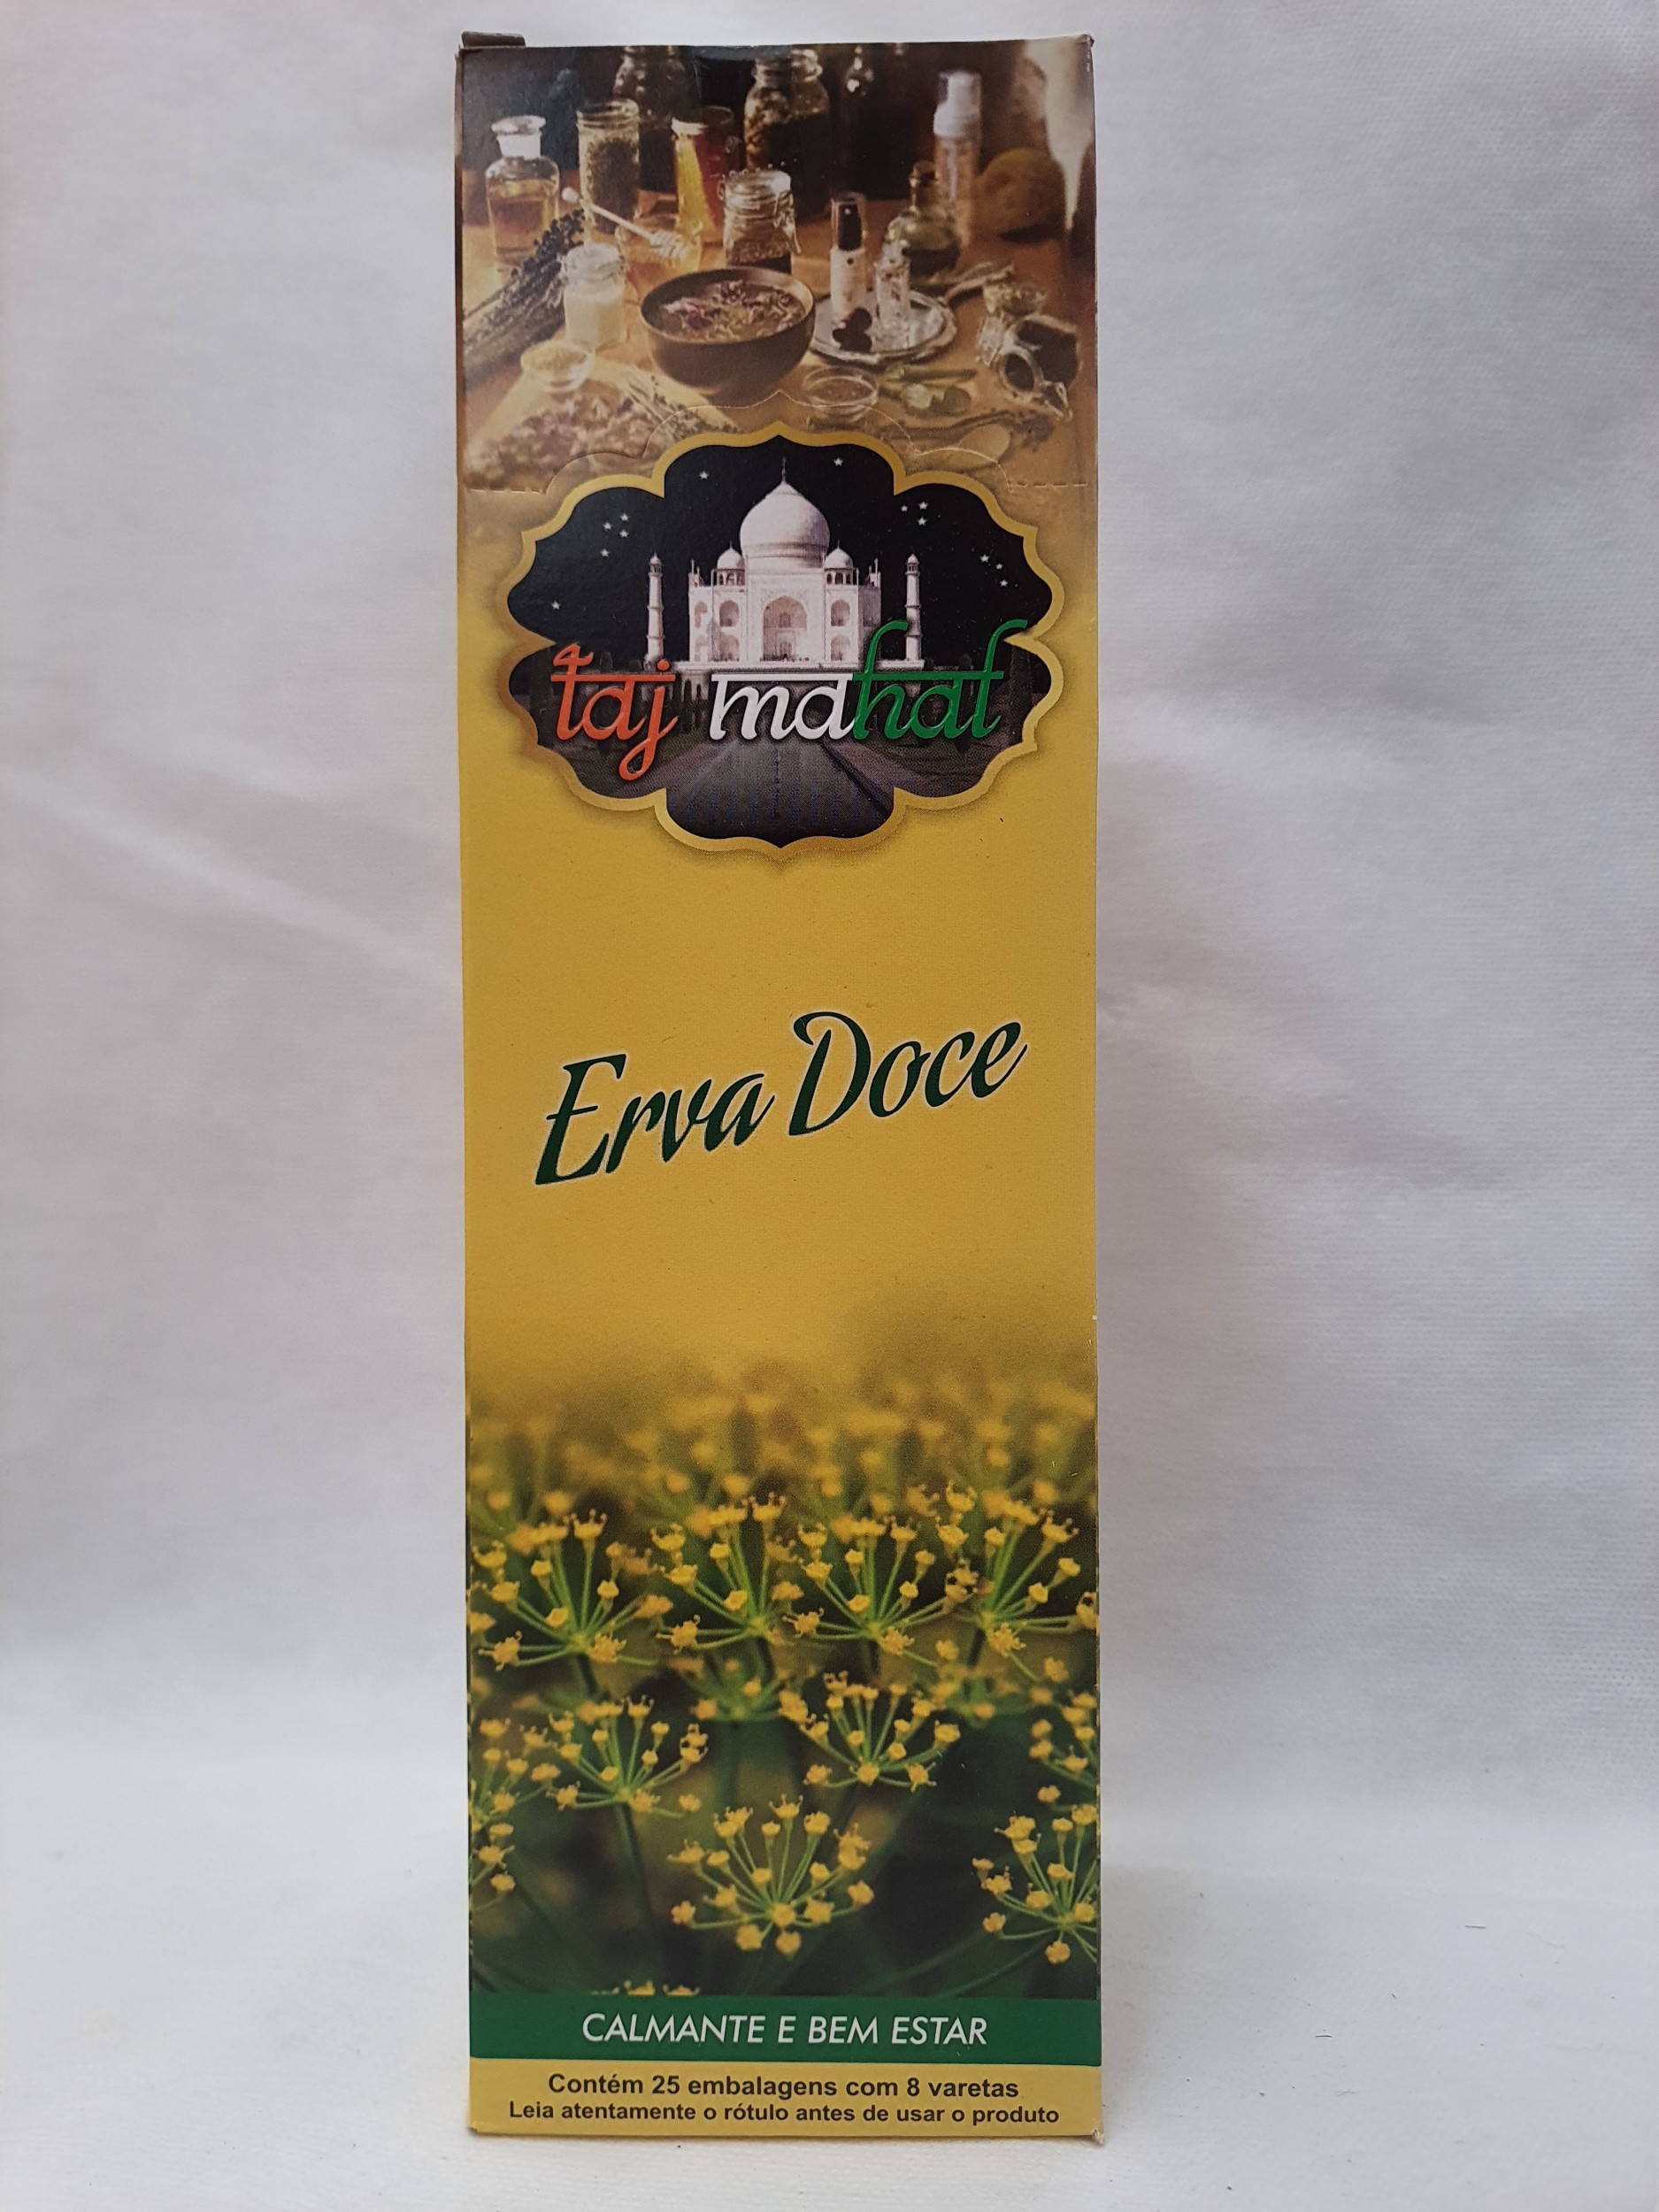 taj mahal
Erva Doce
CALMANTE E BEM ESTAR
Contém 25 embalagens com 8 varetas
Leia atentamente o rótulo antes de usar o produto